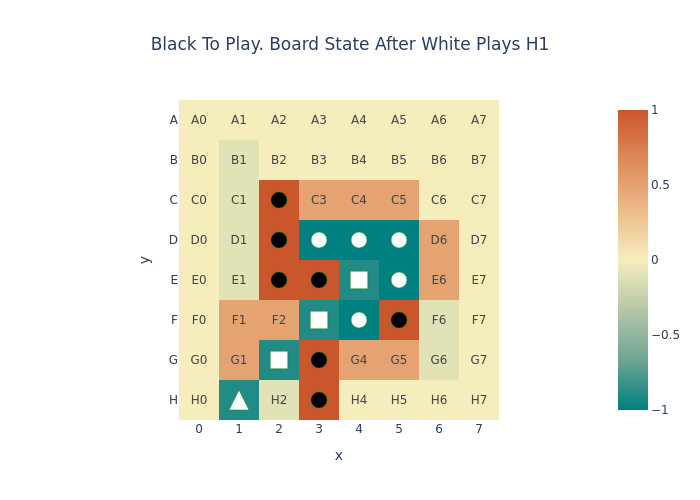 Black To Play. Board State After White Plays H1
A A0 A1 A2 A3 A4 A5 A6 A7 1
B B0 B1 B2 B3 B4 B5 B6 B7
C C0 C1 C3 C4 C5 C6 C7 0.5
D D0 D1 D6 D7
y 0
E E0 E1 E6 E7
F F0 F1 F2 F6 F7 −0.5
G G0 G1 G4 G5 G6 G7
H H0 H2 H4 H5 H6 H7 −1
0 1 2 3 4 5 6 7
x